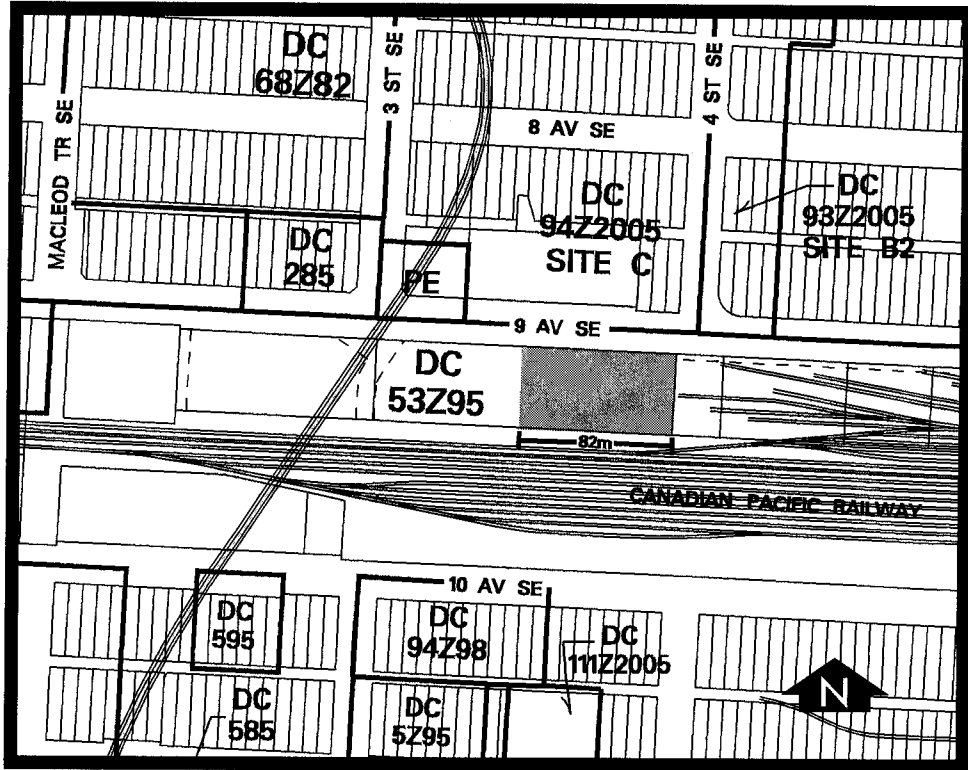 DC
68Z82
3 ST SE
4 ST SE
MACLEOD TR SE
8 AV SE
DC
94Z2005
SITE C
DC
93Z2005
SITE B2
DC
285
PE
9 AV SE
DC
53Z95
82m
CANADIAN PACIFIC RAILWAY
10 AV SE
DC
595
DC
94Z98
DC
111Z2005
DC
585
DC
5Z95
N